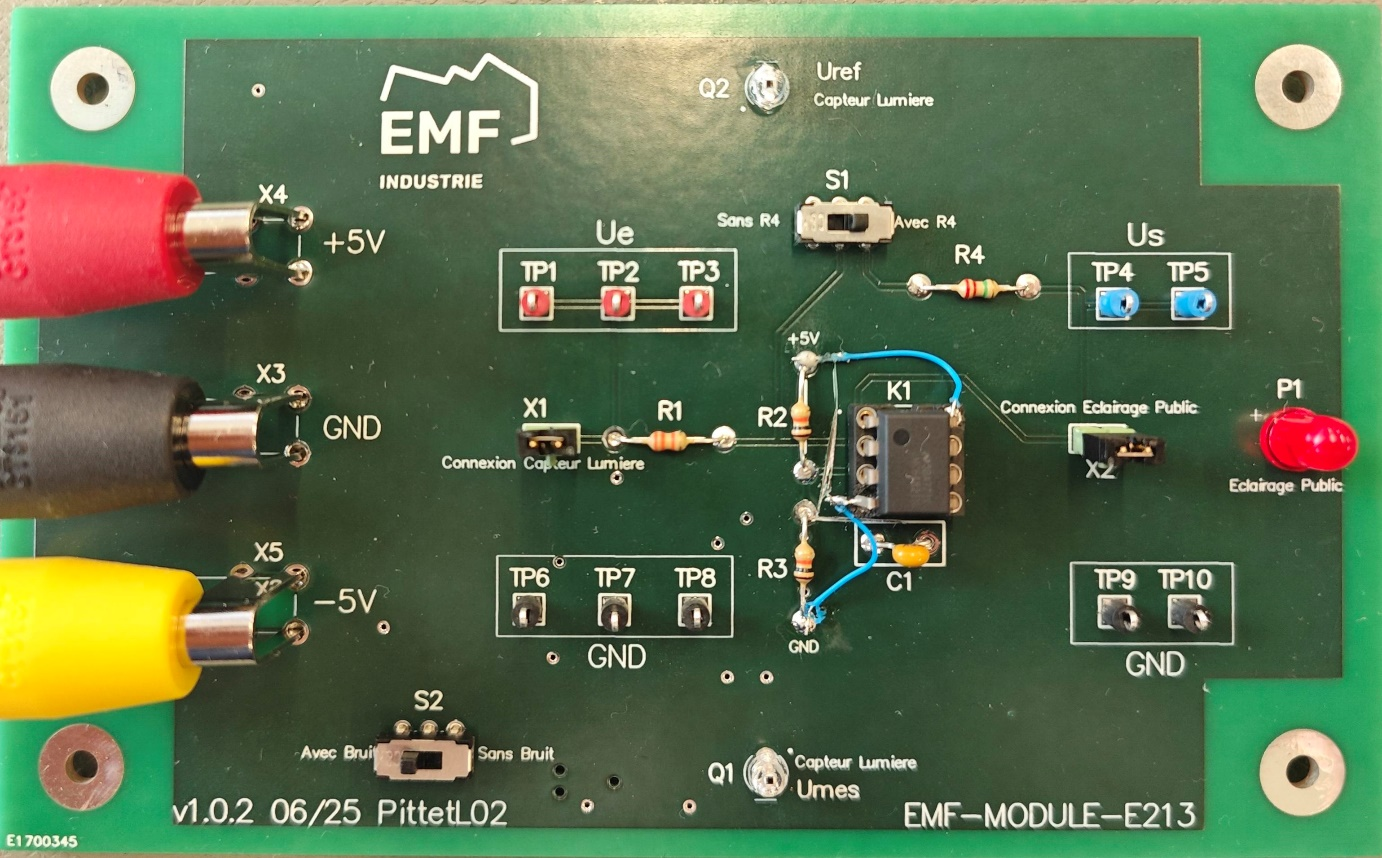 EMF
INDUSTRIE
Q2
Uref
Capteur Lumiere
X4
+5V
S1
Sans R4
Avec R4
Ue
TP1 TP2 TP3
R4
Us
TP4 TP5
+5V
X3
GND
X1
Connexion Capteur Lumiere
R1
R2
K1
Connexion Eclairage Public
X2
P1
+
Eclairage Public
X5
-5V
TP6 TP7 TP8
GND
R3
C1
GND
TP9 TP10
GND
S2
Avec Bruit
Sans Bruit
Q1
Capteur Lumiere
Umes
v1.0.2 06/25 PittetL02
EMF-MODULE-E213
E1700345